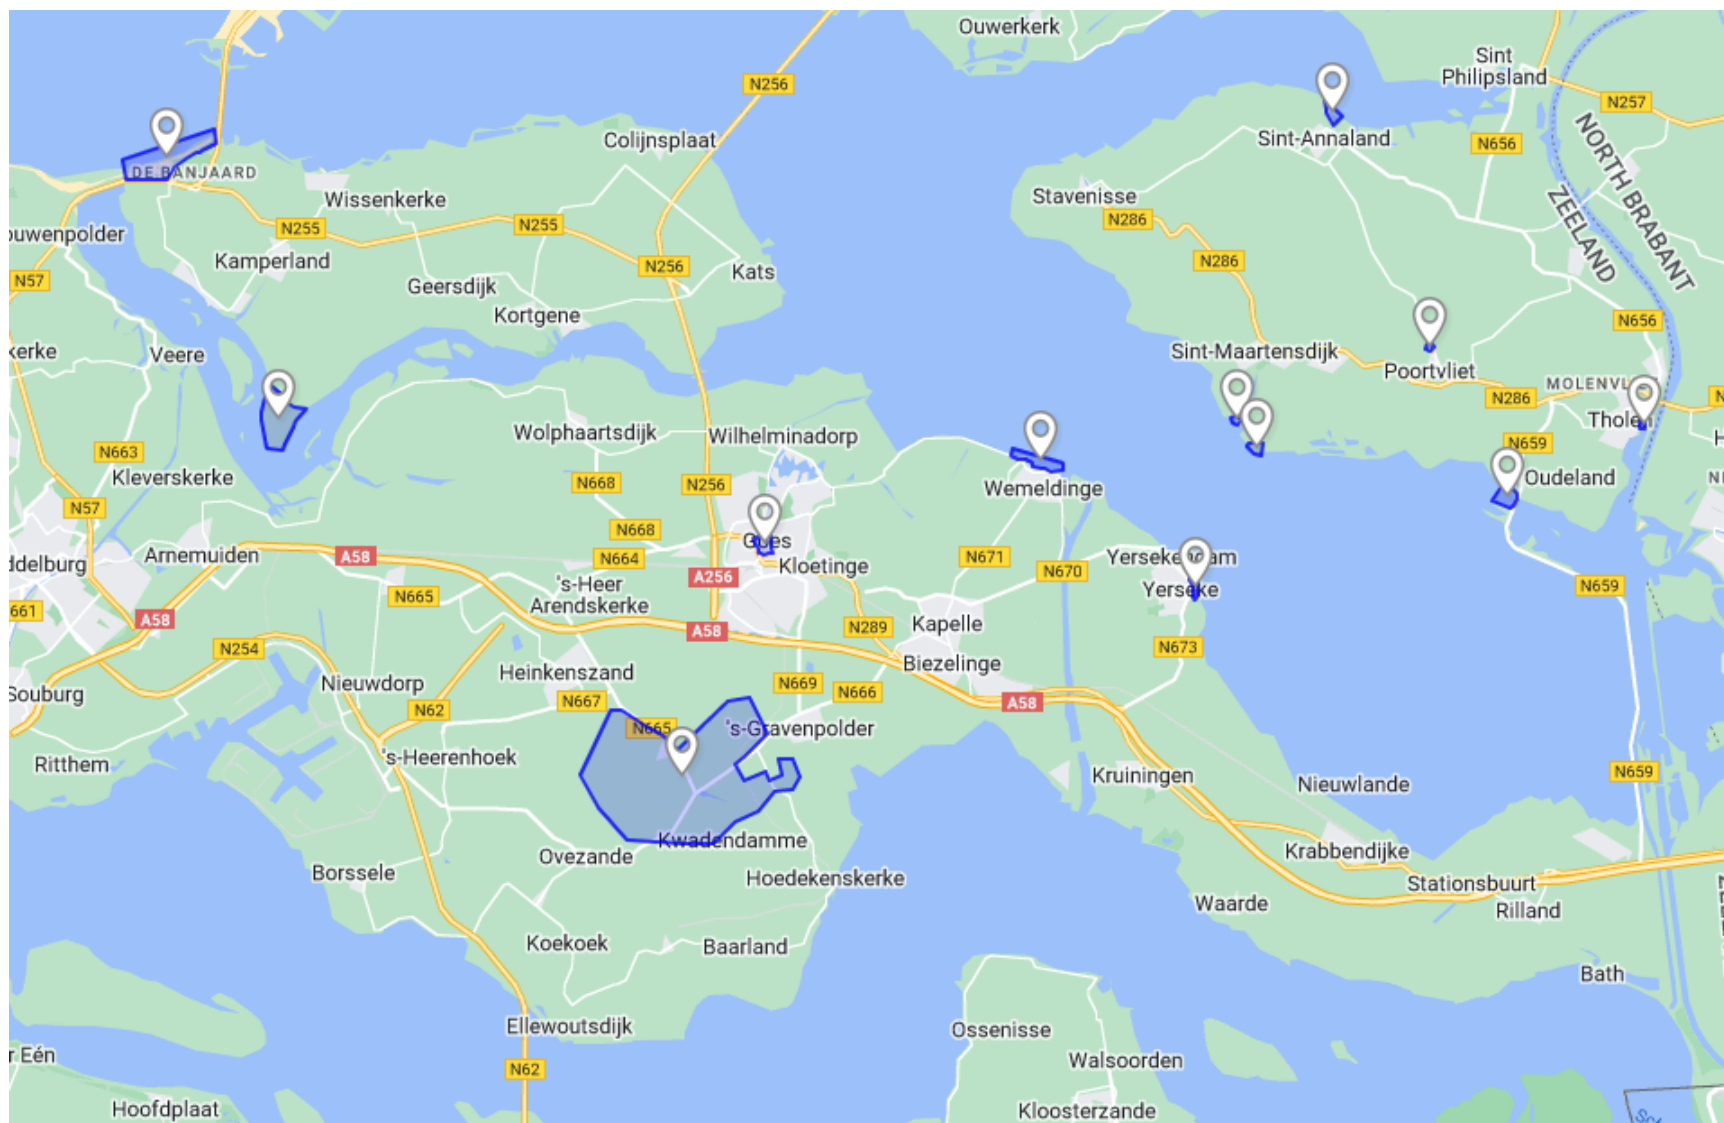 Ouwerkerk
Sint
Philipsland
N256
N257
Colijnsplaat
Sint-Annaland
N656
NORTH BRABANT
DE BANJAARD
Wissenkerke
Stavenisse
N286
ZEELAND
N255
N255
ouwenpolder
Kamperland
N256
Kats
N286
N57
Geersdijk
Kortgene
N656
kerke
Veere
Sint-Maartensdijk
Poortvliet
N286
Tholen
Wolphaartsdijk
Wilhelminadorp
N659
N663
Kleverskerke
N668
N256
Wemeldinge
Oudeland
N57
N668
Goes
Arnemuiden
A58
N664
Kloetinge
N671
ddelburg
A256
N670
Yerseke
's-Heer
Arendskerke
N665
N659
661
A58
A58
N289
Kapelle
N254
N673
Biezelinge
Heinkenszand
Nieuwdorp
Souburg
N62
N667
N669
N666
A58
N665
's-Gravenpolder
's-Heerenhoek
Ritthem
Kruiningen
Nieuwlande
N659
Kwadendamme
Ovezande
Krabbendijke
Borssele
Hoedekenskerke
Stationsbuurt
Waarde
Rilland
Koekoek
Baarland
Bath
Ellewoutsdijk
Ossenisse
r Eén
Walsoorden
N62
Hoofdplaat
Kloosterzande